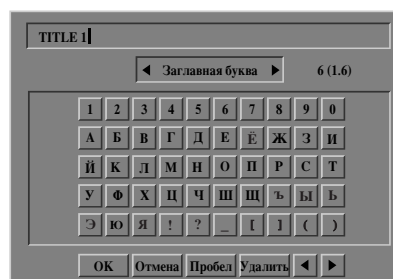 TITLE 1
Заглавная буква 6 (1.6)
1 2 3 4 5 6 7 8 9 0
А Б В Г Д Е Ё Ж З И
Й К Л М Н О П Р С Т
У Ф Х Ц Ч Ш Щ Ъ Ы Ь
Э Ю Я ! ? _ [ ] ( )
OK Отмена Пробел Удалить